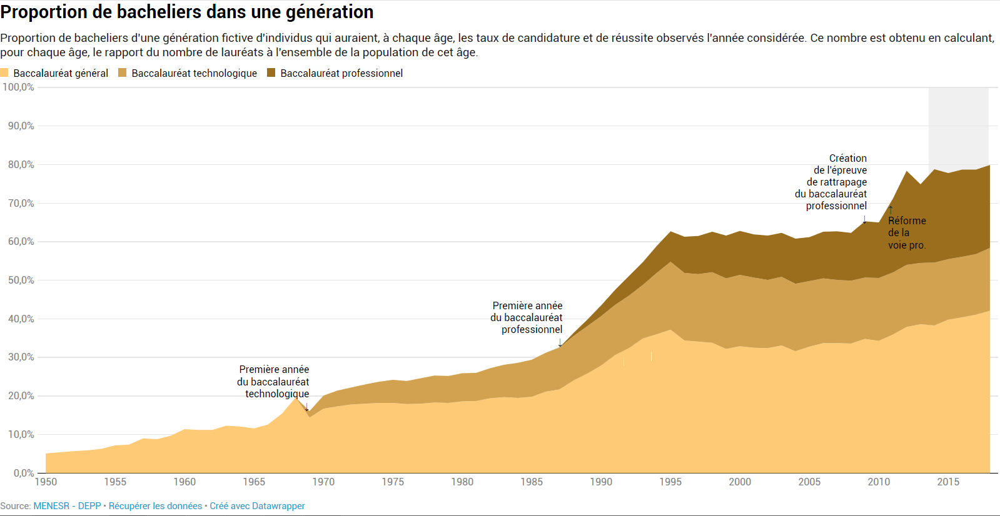 Proportion de bacheliers dans une génération
Proportion de bacheliers d'une génération fictive d'individus qui auraient, à chaque âge, les taux de candidature et de réussite observés l'année considérée. Ce nombre est obtenu en calculant,
pour chaque âge, le rapport du nombre de lauréats à l'ensemble de la population de cet âge.
Baccalauréat général Baccalauréat technologique Baccalauréat professionnel
100,0%
90,0%
80,0%
70,0%
60,0%
50,0%
40,0%
30,0%
20,0%
10,0%
0,0%
Création
de l'épreuve
de rattrapage
du baccalauréat
professionnel
↓
↑
Réforme
de la
voie pro.
Première année
du baccalauréat
professionnel
↓
Première année
du baccalauréat
technologique
↓
1950 1955 1960 1965 1970 1975 1980 1985 1990 1995 2000 2005 2010 2015
Source: MENESR - DEPP • Récupérer les données • Créé avec Datawrapper